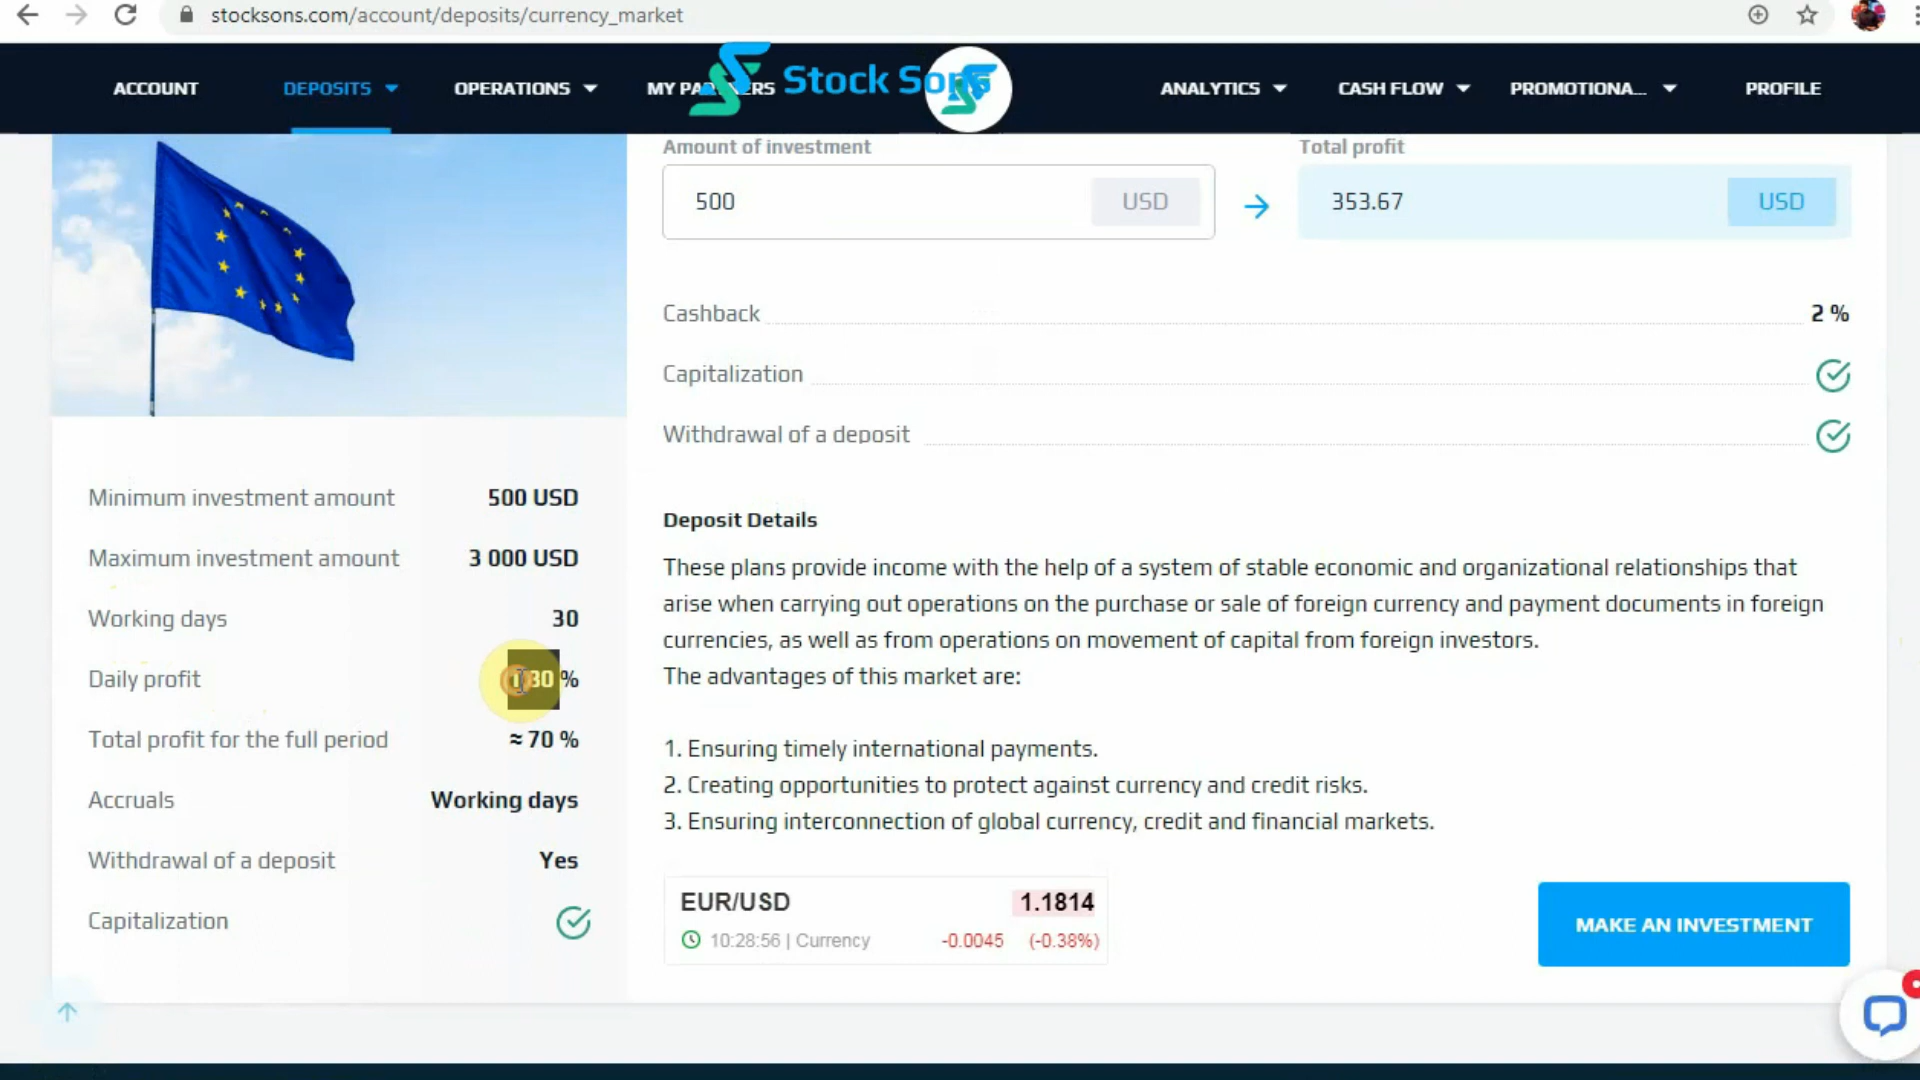 stocksons.com/account/deposits/currency_market
ACCOUNT
DEPOSITS
OPERATIONS
Stock Sons
ANALYTICS
CASH FLOW
PROMOTIONA...
PROFILE
Amount of investment
500 USD
Total profit
353.67 USD
Cashback 2 %
Capitalization
Withdrawal of a deposit
Minimum investment amount 500 USD
Maximum investment amount 3 000 USD
Working days 30
Daily profit %
Total profit for the full period ≈ 70 %
Accruals Working days
Withdrawal of a deposit Yes
Capitalization
Deposit Details
These plans provide income with the help of a system of stable economic and organizational relationships that
arise when carrying out operations on the purchase or sale of foreign currency and payment documents in foreign
currencies, as well as from operations on movement of capital from foreign investors.
The advantages of this market are:
1. Ensuring timely international payments.
2. Creating opportunities to protect against currency and credit risks.
3. Ensuring interconnection of global currency, credit and financial markets.
EUR/USD 1.1814
10:28:56 | Currency -0.0045 (-0.38%)
MAKE AN INVESTMENT